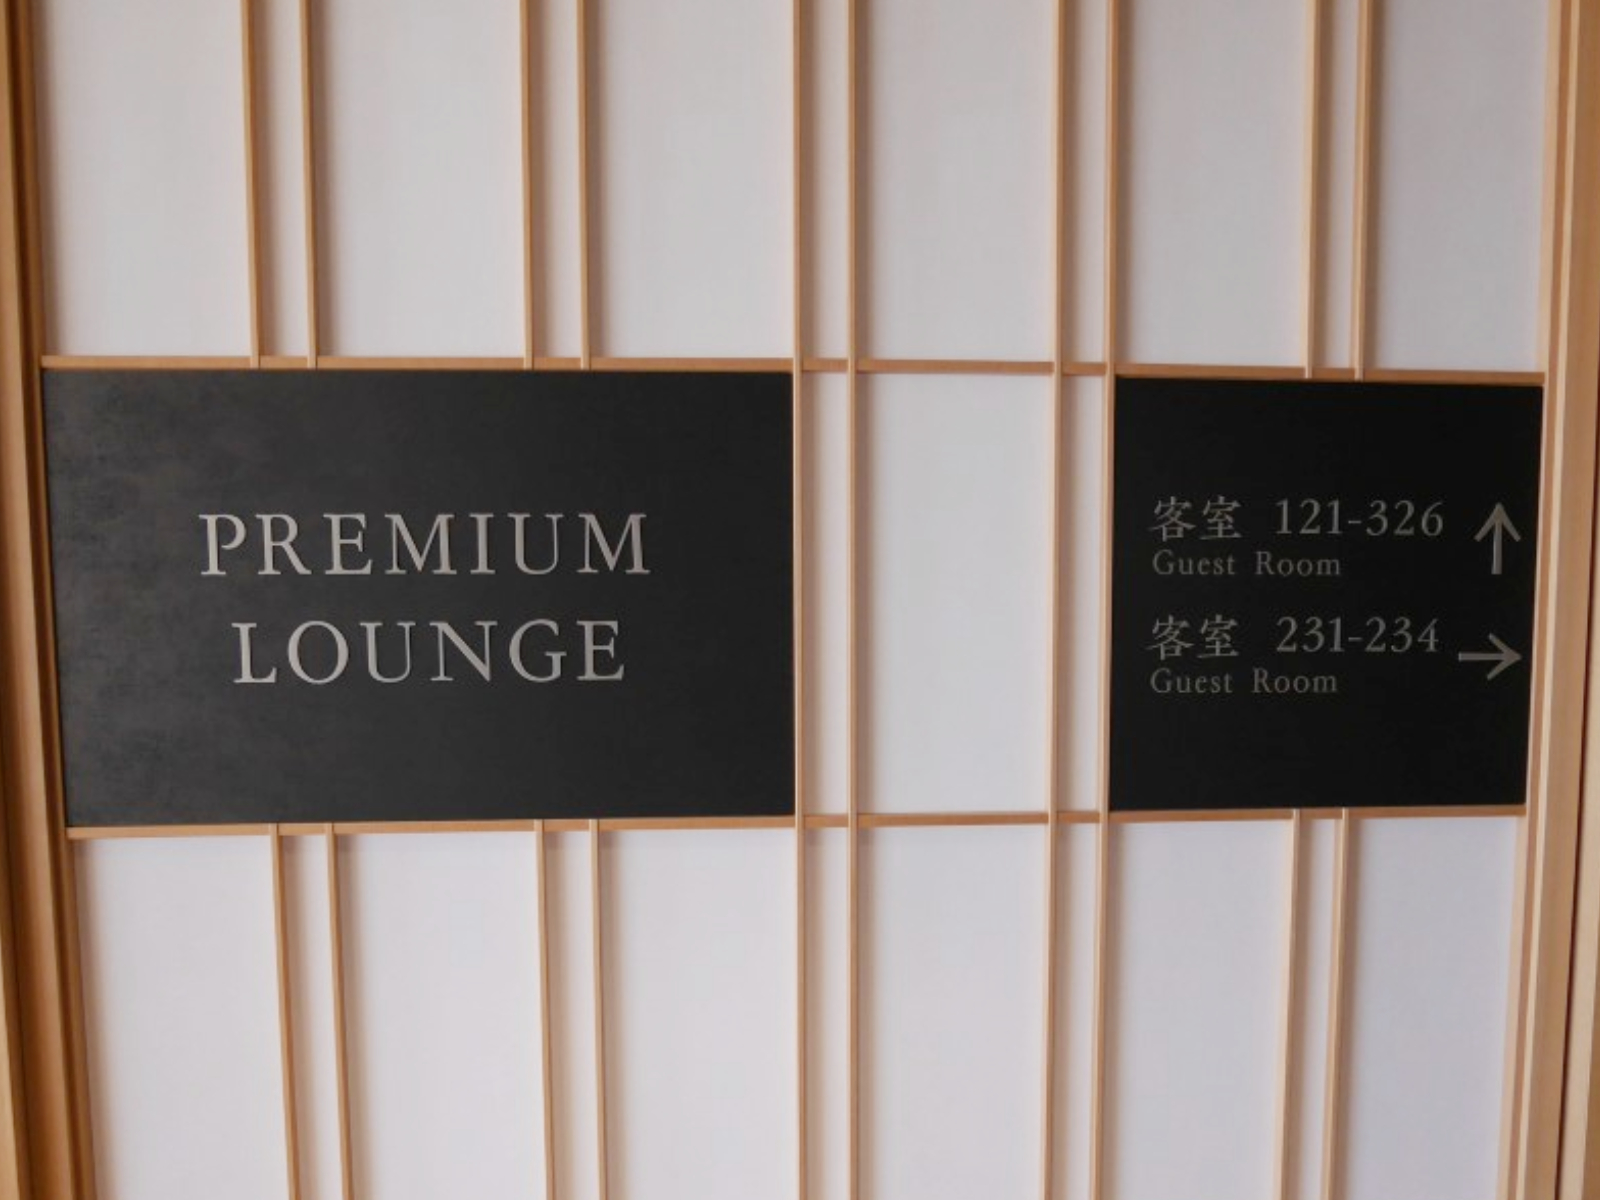 PREMIUM
LOUNGE
客室 121-326 ↑
Guest Room
客室 231-234 →
Guest Room